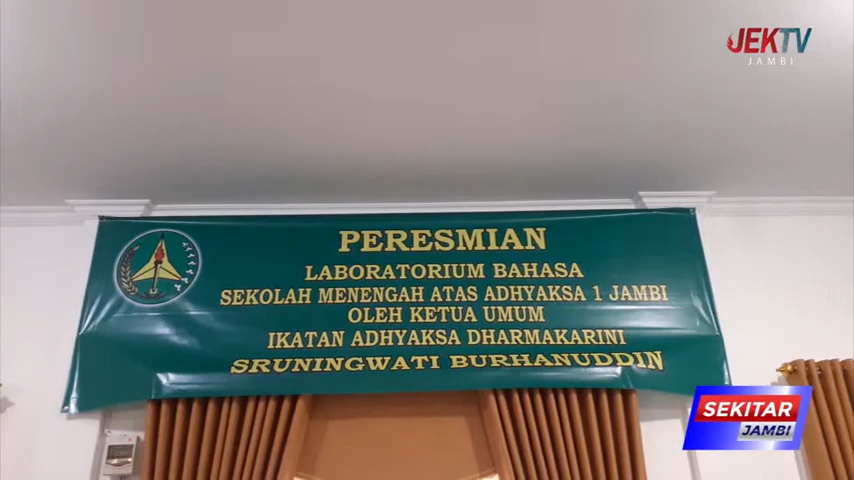 JEKTV
JAMBI
PERESMIAN
LABORATORIUM BAHASA
SEKOLAH MENENGAH ATAS ADHYAKSA 1 JAMBI
OLEH KETUA UMUM
IKATAN ADHYAKSA DHARMAKARINI
SRUNINGWATI BURHANUDDIN
SEKITAR
JAMBI